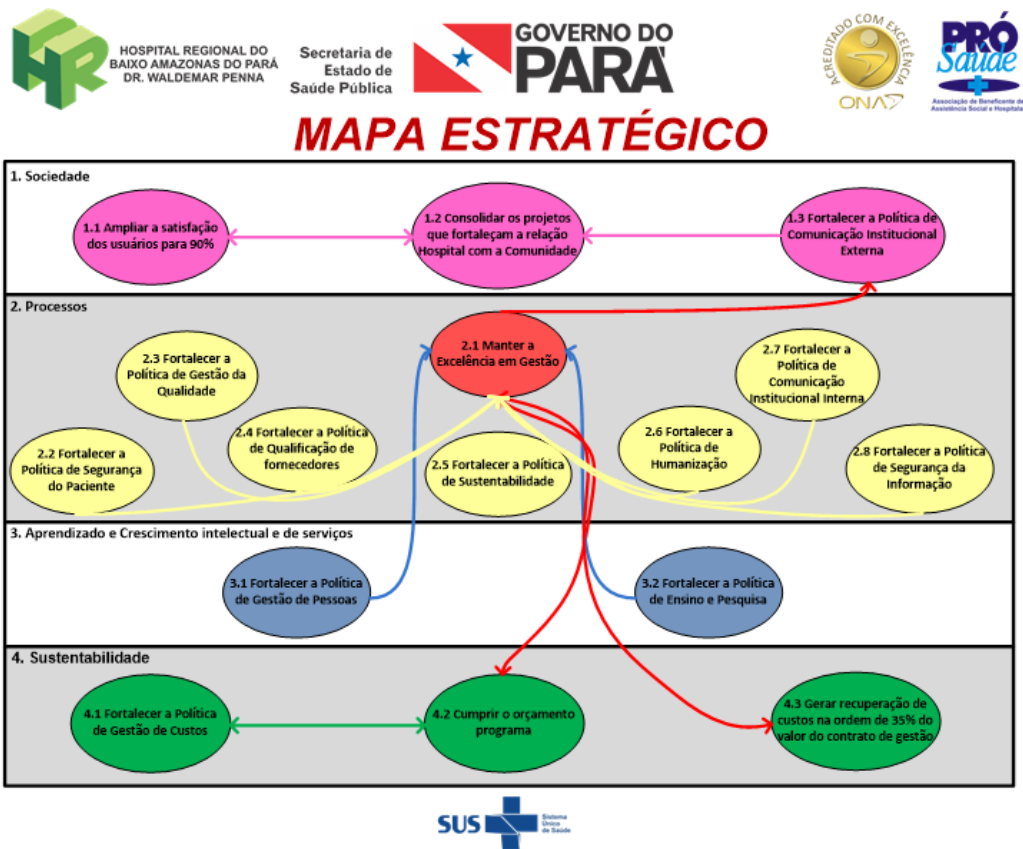 HOSPITAL REGIONAL DO
BAIXO AMAZONAS DO PARÁ
DR. WALDEMAR PENNA
Secretaria de
Estado de
Saúde Pública
GOVERNO DO
PARÁ
ACREDITADO COM EXCELÊNCIA
ONA
PRÓ
Saúde
Associação de Beneficente de
Assistência Social e Hospitala
MAPA ESTRATÉGICO
1. Sociedade
1.1 Ampliar a satisfação
dos usuários para 90%
1.2 Consolidar os projetos
que fortaleçam a relação
Hospital com a Comunidade
1.3 Fortalecer a Política de
Comunicação Institucional
Externa
2. Processos
2.1 Manter a
Excelência em Gestão
2.3 Fortalecer a
Política de Gestão da
Qualidade
2.7 Fortalecer a
Política de
Comunicação
Institucional Interna
2.2 Fortalecer a
Política de Segurança
do Paciente
2.4 Fortalecer a Política
de Qualificação de
fornecedores
2.5 Fortalecer a Política
de Sustentabilidade
2.6 Fortalecer a
Política de
Humanização
2.8 Fortalecer a Política
de Segurança da
Informação
3. Aprendizado e Crescimento intelectual e de serviços
3.1 Fortalecer a Política
de Gestão de Pessoas
3.2 Fortalecer a Política
de Ensino e Pesquisa
4. Sustentabilidade
4.1 Fortalecer a Política
de Gestão de Custos
4.2 Cumprir o orçamento
programa
4.3 Gerar recuperação de
custos na ordem de 35% do
valor do contrato de gestão
SUS
Sistema
Único
de Saúde